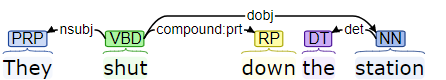 dobj
nsubj compound:prt det
PRP VBD RP DT NN
They shut down the station